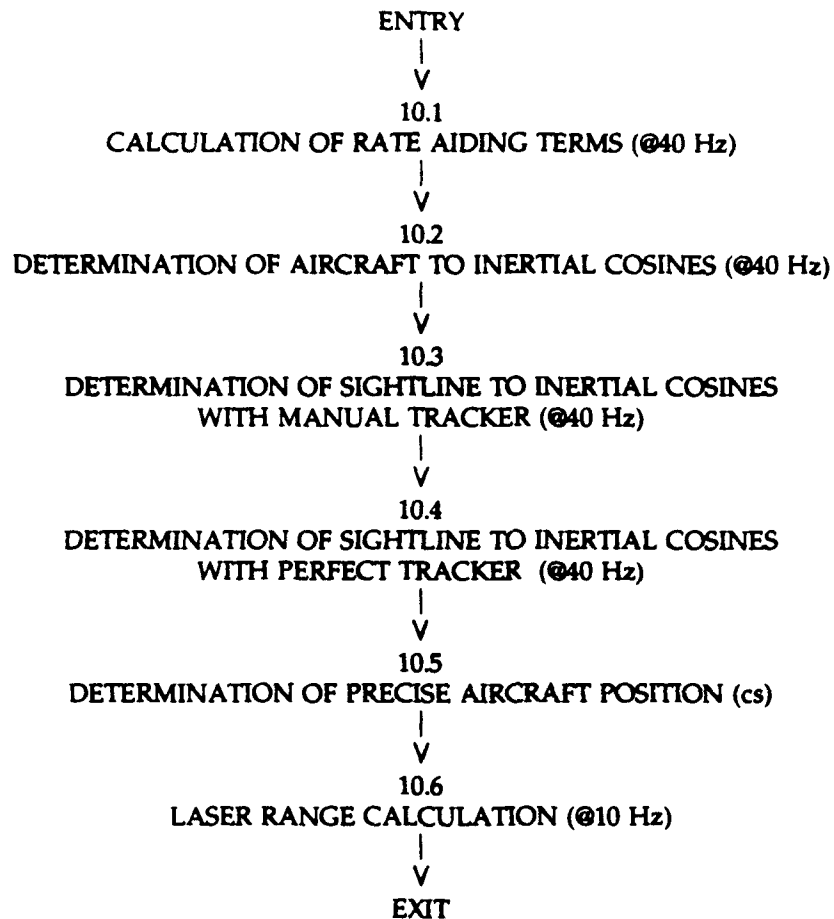 ENTRY
10.1
CALCULATION OF RATE AIDING TERMS (@40 Hz)
10.2
DETERMINATION OF AIRCRAFT TO INERTIAL COSINES (@40 Hz)
10.3
DETERMINATION OF SIGHTLINE TO INERTIAL COSINES
WITH MANUAL TRACKER (@40 Hz)
10.4
DETERMINATION OF SIGHTLINE TO INERTIAL COSINES
WITH PERFECT TRACKER (@40 Hz)
10.5
DETERMINATION OF PRECISE AIRCRAFT POSITION (cs)
10.6
LASER RANGE CALCULATION (@10 Hz)
EXIT